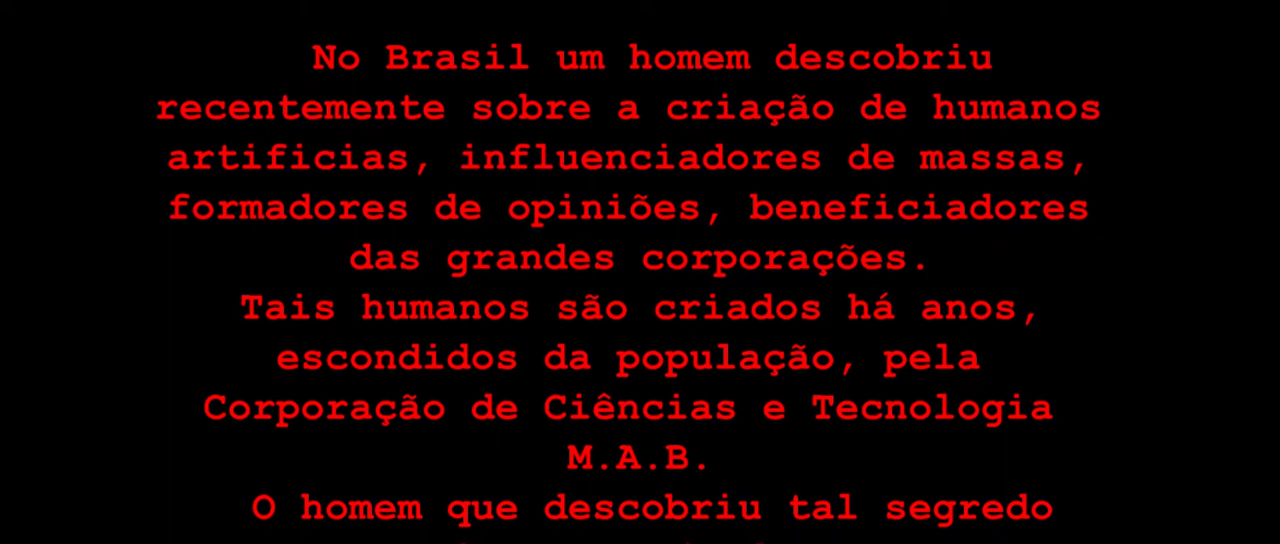 No Brasil um homem descobriu
recentemente sobre a criação de humanos
artificias, influenciadores de massas,
formadores de opiniões, beneficiadores
das grandes corporações.
Tais humanos são criados há anos,
escondidos da população, pela
Corporação de Ciências e Tecnologia
M.A.B.
O homem que descobriu tal segredo